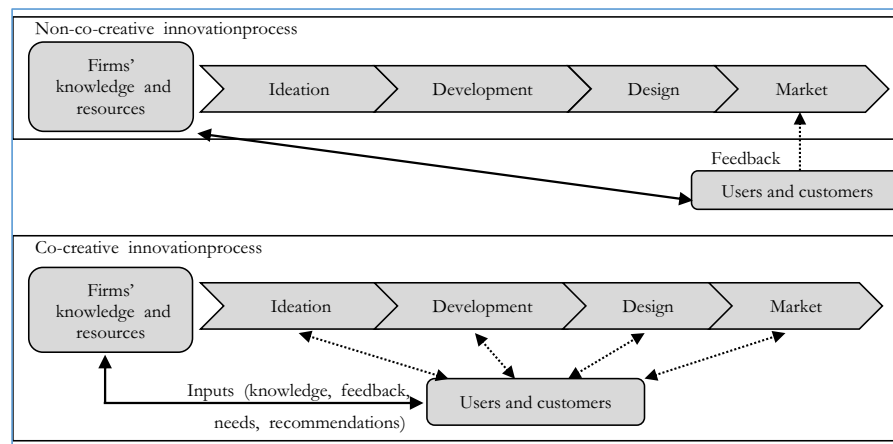 Non-co-creative innovationprocess
Firms'
knowledge and
resources
Ideation
Development
Design
Market
Feedback
Users and customers
Co-creative innovationprocess
Firms'
knowledge and
resources
Ideation
Development
Design
Market
Inputs (knowledge, feedback,
needs, recommendations)
Users and customers